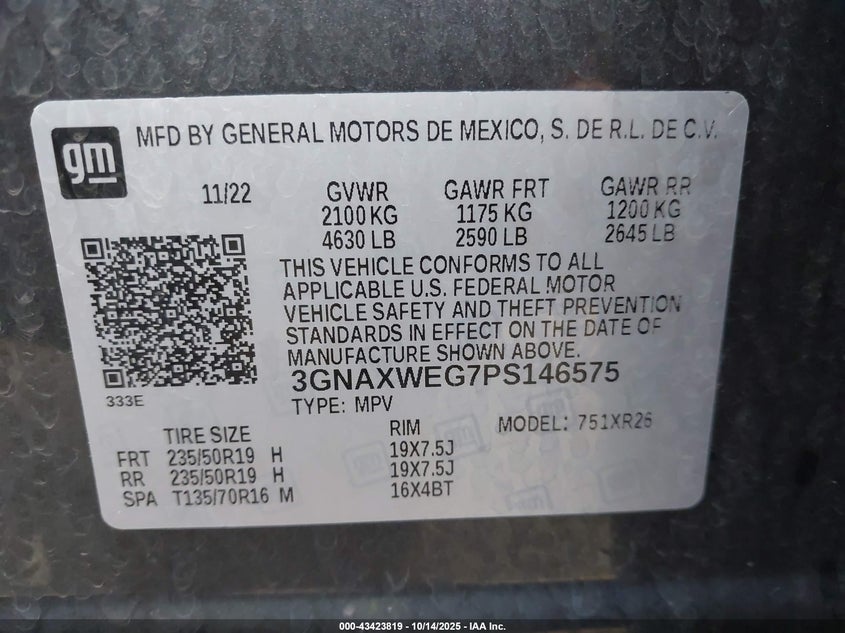 gm
MFD BY GENERAL MOTORS DE MEXICO, S. DE R.L. DE C.V.
11/22 GVWR GAWR FRT GAWR RR
2100 KG 1175 KG 1200 KG
4630 LB 2590 LB 2645 LB
THIS VEHICLE CONFORMS TO ALL
APPLICABLE U.S. FEDERAL MOTOR
VEHICLE SAFETY AND THEFT PREVENTION
STANDARDS IN EFFECT ON THE DATE OF
MANUFACTURE SHOWN ABOVE.
3GNAXWEG7PS146575
333E
TYPE: MPV
MODEL: 751XR26
TIRE SIZE RIM
FRT 235/50R19 H 19X7.5J
RR 235/50R19 H 19X7.5J
SPA T135/70R16 M 16X4BT
000-43423819 - 10/14/2025 - IAA Inc.